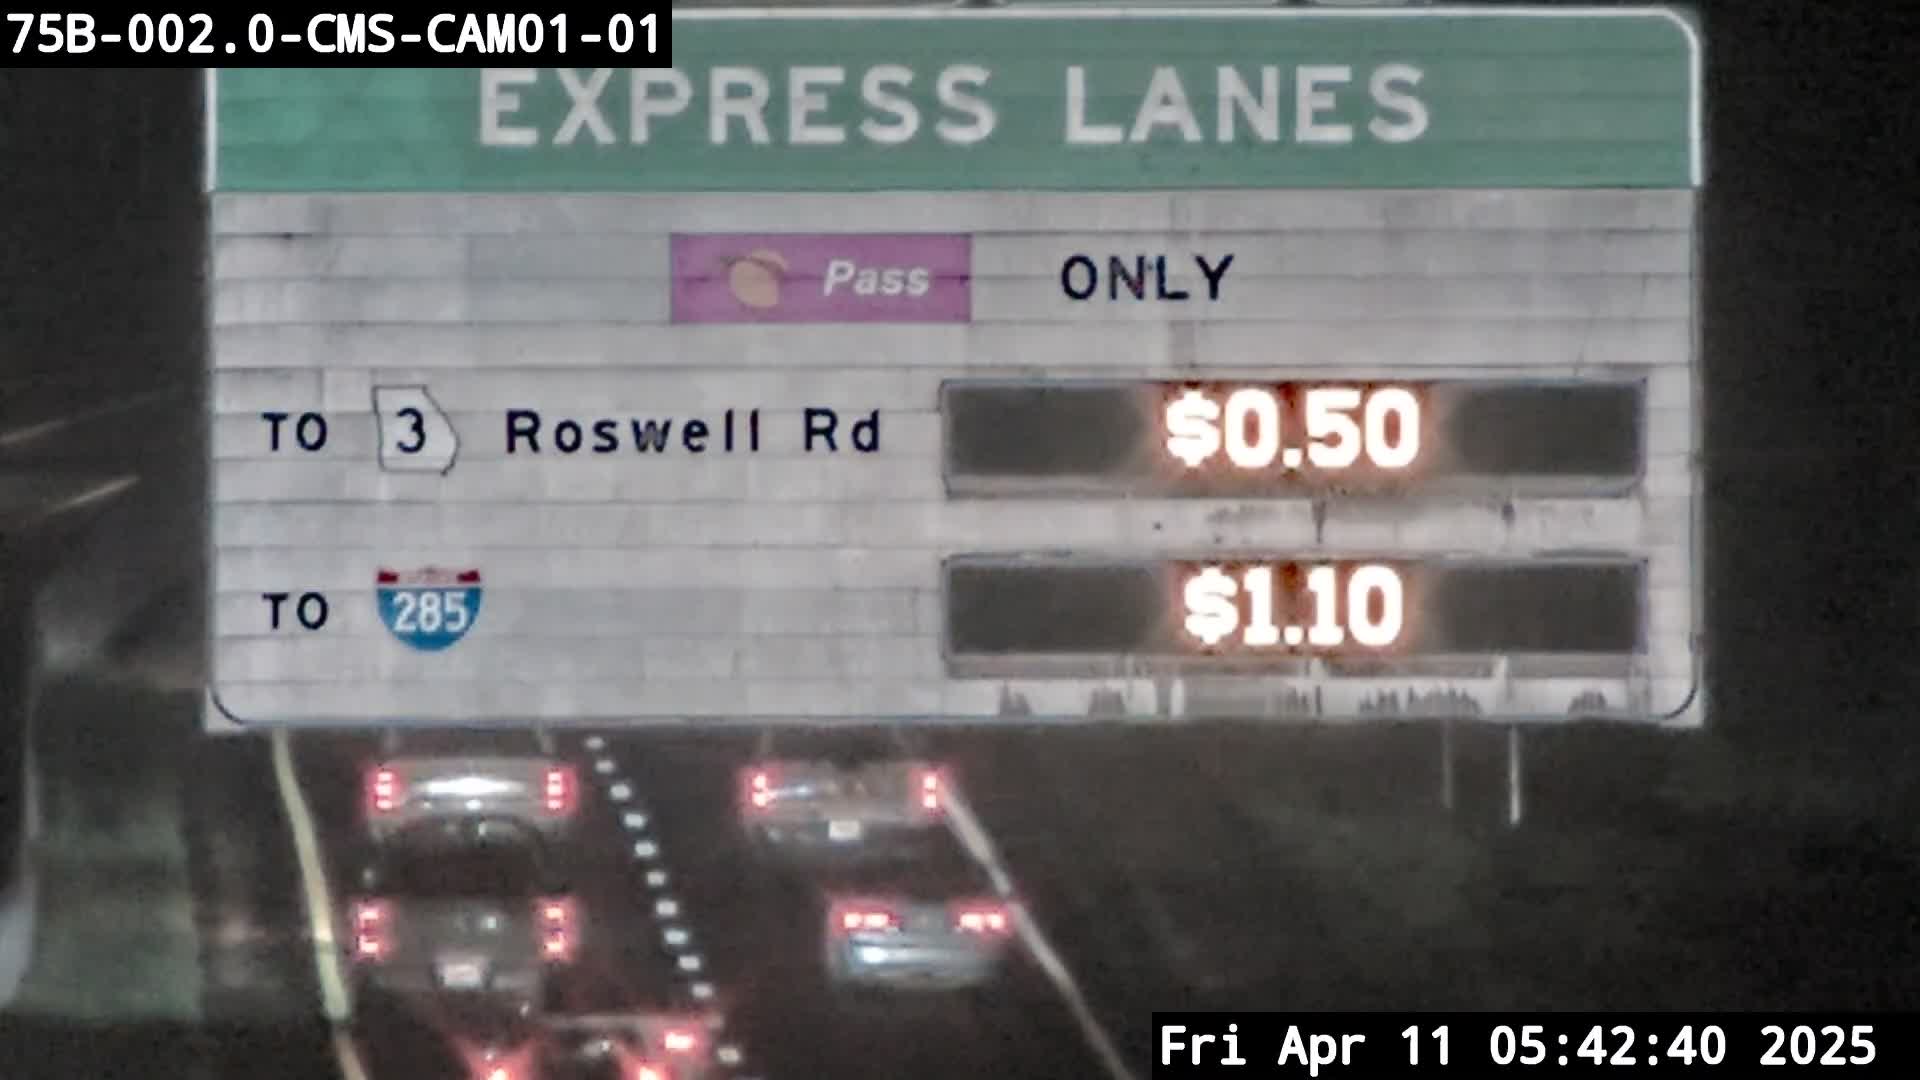 75B-002.0-CMS-CAM01-01
EXPRESS LANES
Pass ONLY
TO 3 Roswell Rd $0.50
TO 285 $1.10
Fri Apr 11 05:42:40 2025